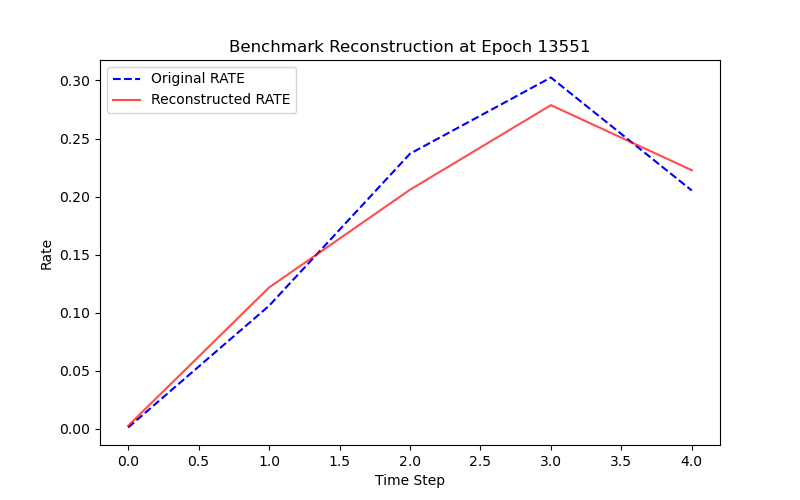 Benchmark Reconstruction at Epoch 13551
Original RATE
Reconstructed RATE
0.30
0.25
0.20
0.15
0.10
0.05
0.00
Rate
0.0 0.5 1.0 1.5 2.0 2.5 3.0 3.5 4.0
Time Step